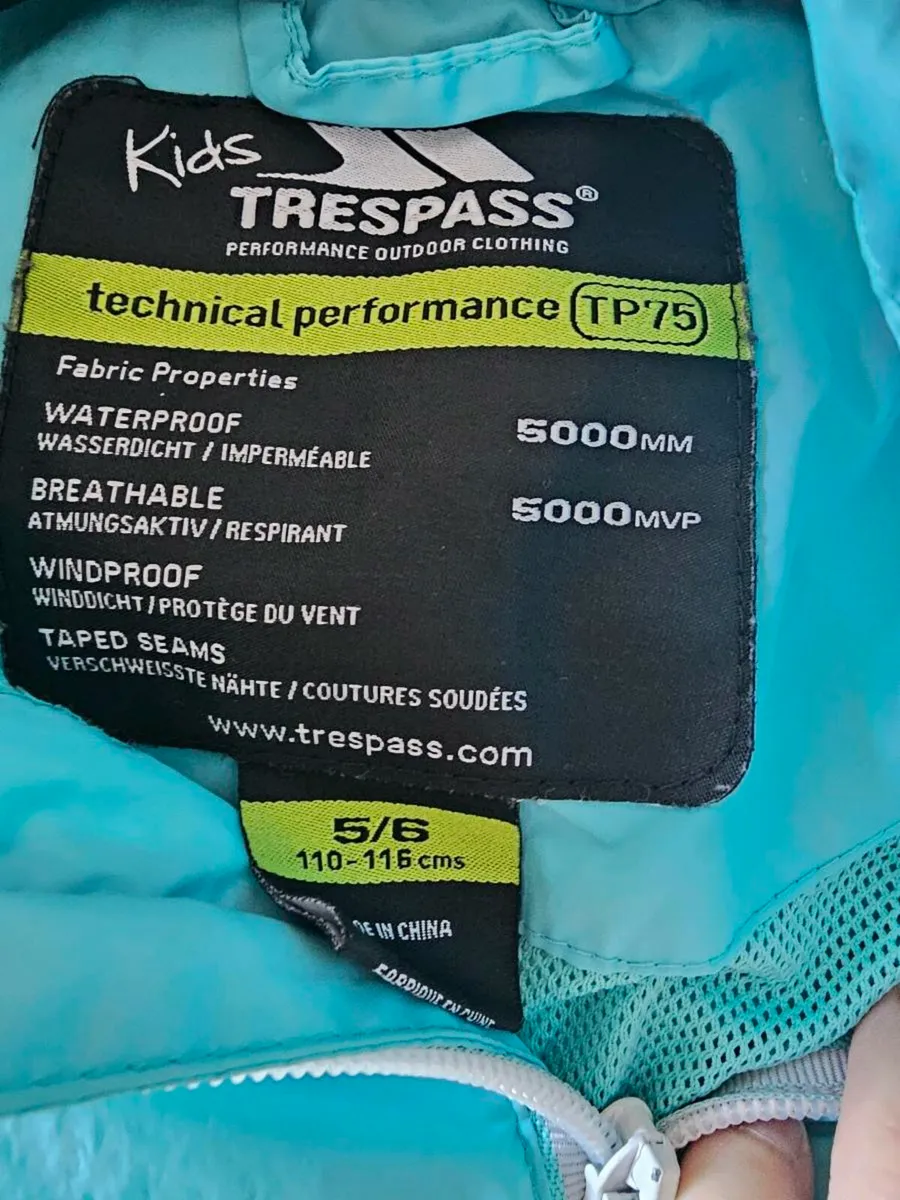 Kids
TRESPASS®
PERFORMANCE OUTDOOR CLOTHING
technical performance TP75
Fabric Properties
WATERPROOF 5000MM
WASSERDICHT / IMPERMÉABLE
BREATHABLE 5000MVP
ATMUNGSAKTIV / RESPIRANT
WINDPROOF
WINDDICHT / PROTÈGE DU VENT
TAPED SEAMS
VERSCHWEISSTE NÄHTE / COUTURES SOUDÉES
www.trespass.com
5/6
110-116 cms
IN CHINA
EN